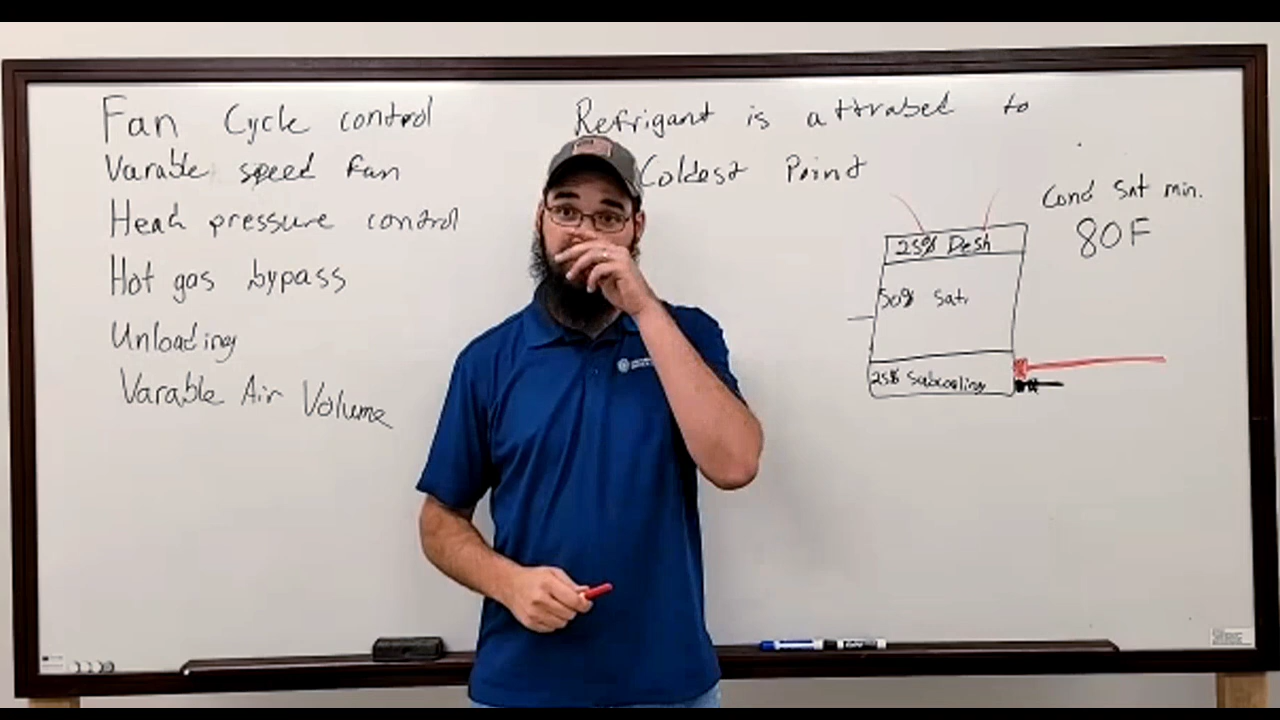 Fan Cycle control
Varable speed fan
Head pressure control
Hot gas bypass
Unloading
Varable Air Volume
Refrigant is attrabed to
Coldest Point
Cond Sat min.
80F
25% Desh
50% Sat.
25% Subcooling